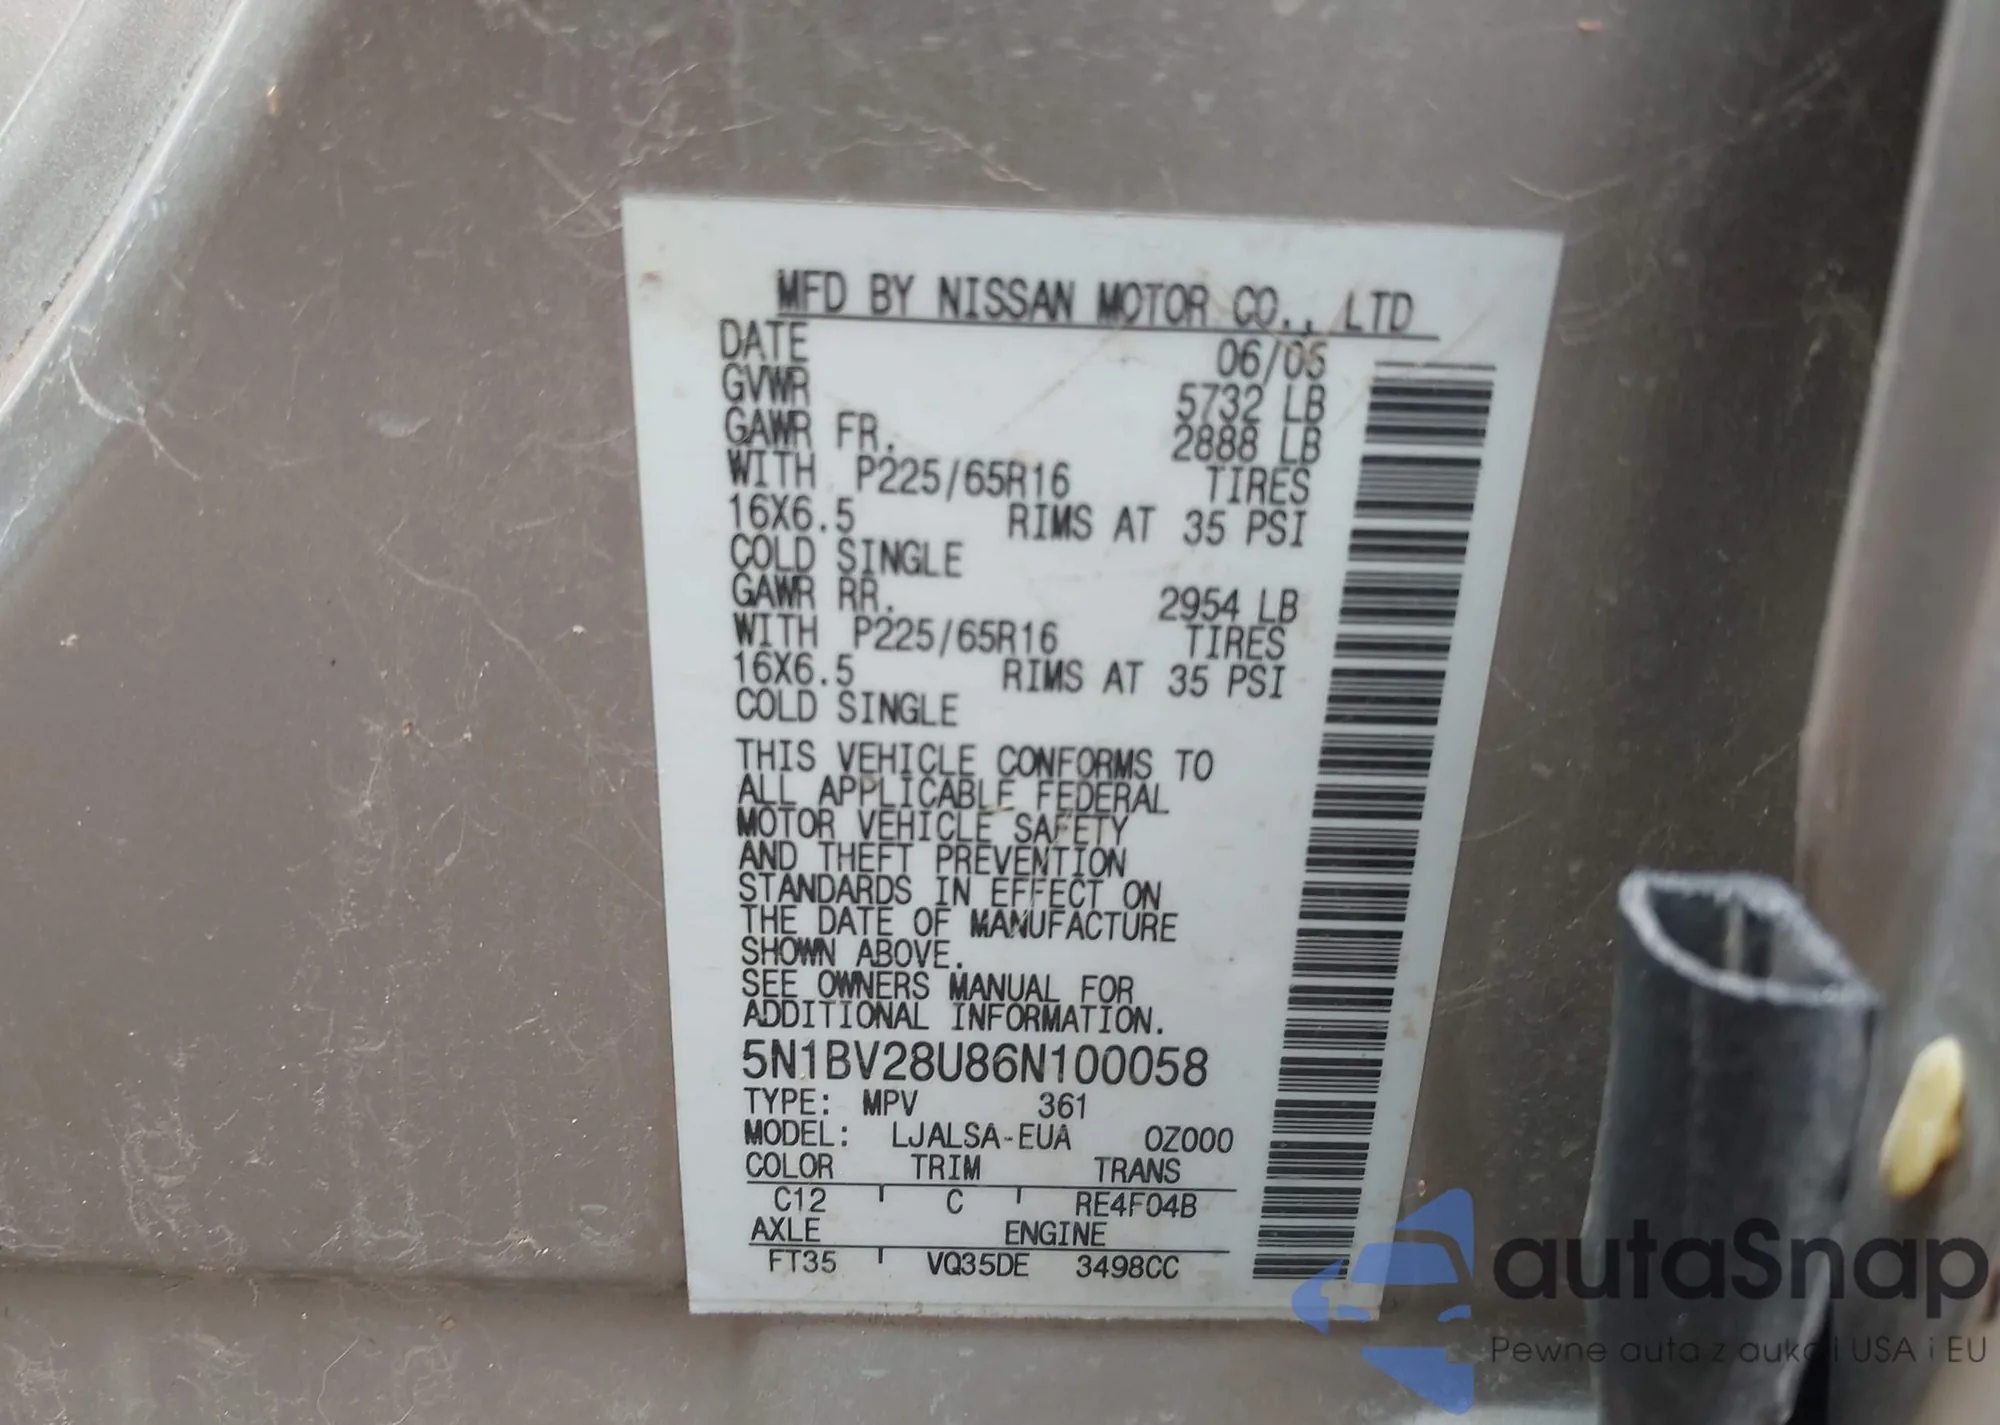 MFD BY NISSAN MOTOR CO., LTD
DATE 06/05
GVWR 5732 LB
GAWR FR. 2888 LB
WITH P225/65R16 TIRES
16X6.5 RIMS AT 35 PSI
COLD SINGLE
GAWR RR. 2954 LB
WITH P225/65R16 TIRES
16X6.5 RIMS AT 35 PSI
COLD SINGLE
THIS VEHICLE CONFORMS TO
ALL APPLICABLE FEDERAL
MOTOR VEHICLE SAFETY
AND THEFT PREVENTION
STANDARDS IN EFFECT ON
THE DATE OF MANUFACTURE
SHOWN ABOVE.
SEE OWNERS MANUAL FOR
ADDITIONAL INFORMATION.
5N1BV28U86N100058
TYPE: MPV 361
MODEL: LJALSA-EUA 0Z000
COLOR TRIM TRANS
C12 C RE4F04B
AXLE ENGINE
FT35 VQ35DE 3498CC
autaSnap
Pewne auta z aukcji USA i EU